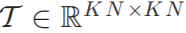 𝒯 ∈ ℝ^{KN×KN}